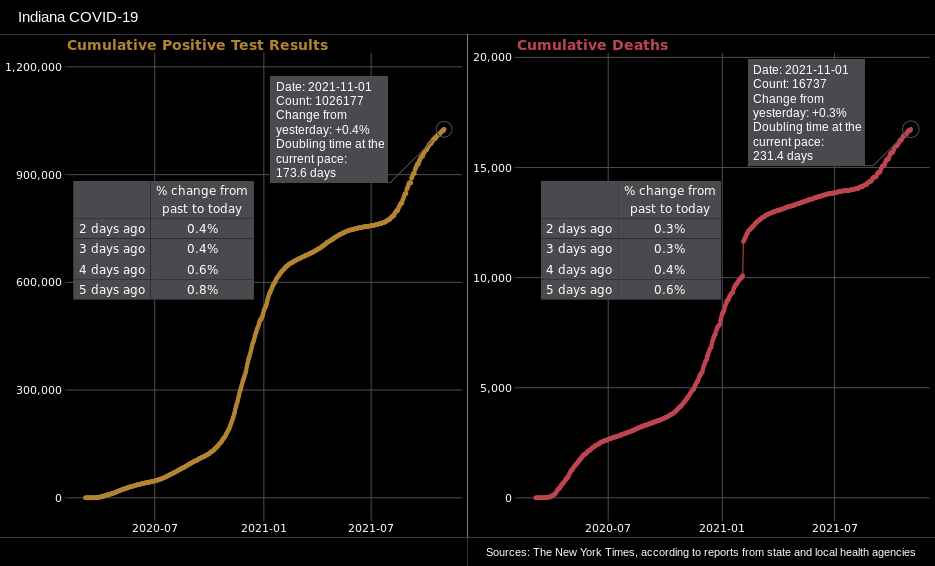 Indiana COVID-19
Cumulative Positive Test Results
1,200,000
900,000
600,000
300,000
0
2020-07
2021-01
2021-07
Date: 2021-11-01
Count: 1026177
Change from
yesterday: +0.4%
Doubling time at the
current pace:
173.6 days
% change from
past to today
2 days ago 0.4%
3 days ago 0.4%
4 days ago 0.6%
5 days ago 0.8%
Cumulative Deaths
20,000
15,000
10,000
5,000
0
2020-07
2021-01
2021-07
Date: 2021-11-01
Count: 16737
Change from
yesterday: +0.3%
Doubling time at the
current pace:
231.4 days
% change from
past to today
2 days ago 0.3%
3 days ago 0.3%
4 days ago 0.4%
5 days ago 0.6%
Sources: The New York Times, according to reports from state and local health agencies